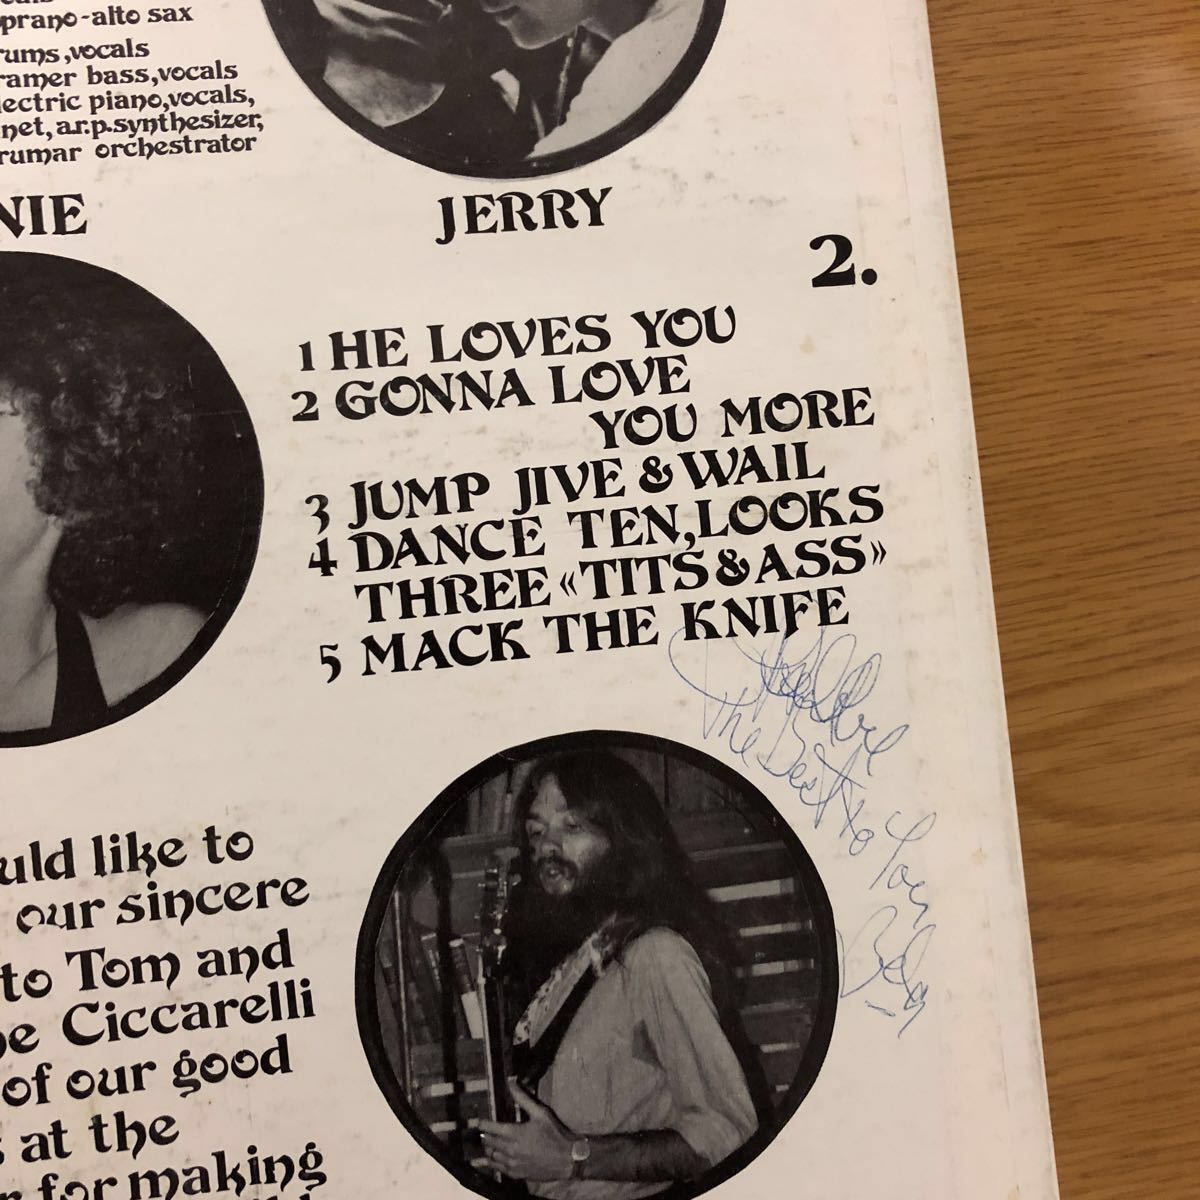 prano-alto sax
rums,vocals
ramer bass,vocals
lectric piano,vocals,
net, a.r.p.synthesizer,
rumar orchestrator
NIE
JERRY
2.
1 HE LOVES YOU
2 GONNA LOVE
YOU MORE
3 JUMP JIVE & WAIL
4 DANCE TEN, LOOKS
THREE «TITS & ASS»
5 MACK THE KNIFE
The Best to You
uld like to
our sincere
to Tom and
oe Ciccarelli
of our good
s at the
r for making